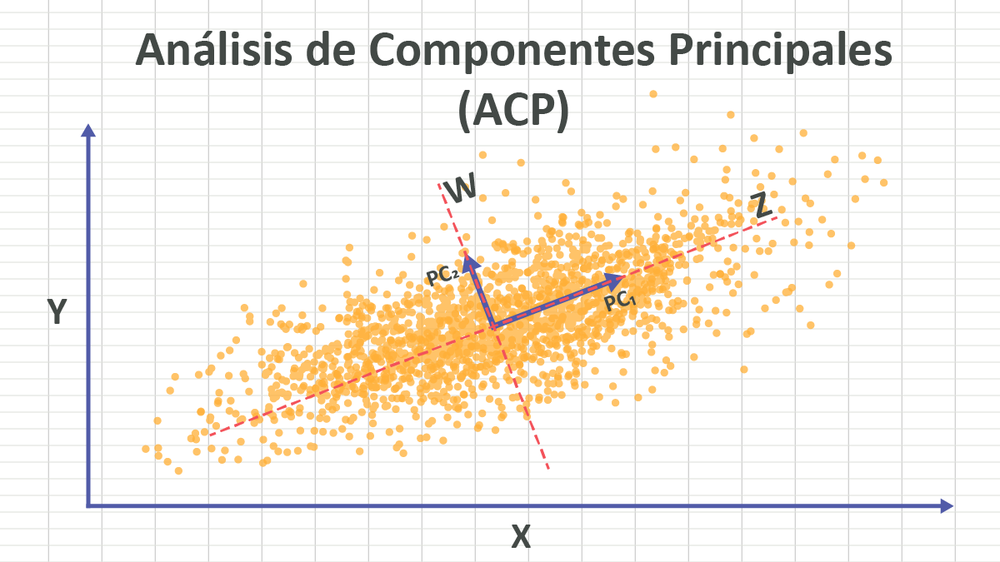 Análisis de Componentes Principales
(ACP)
W
Z
PC₂
PC₁
Y
X